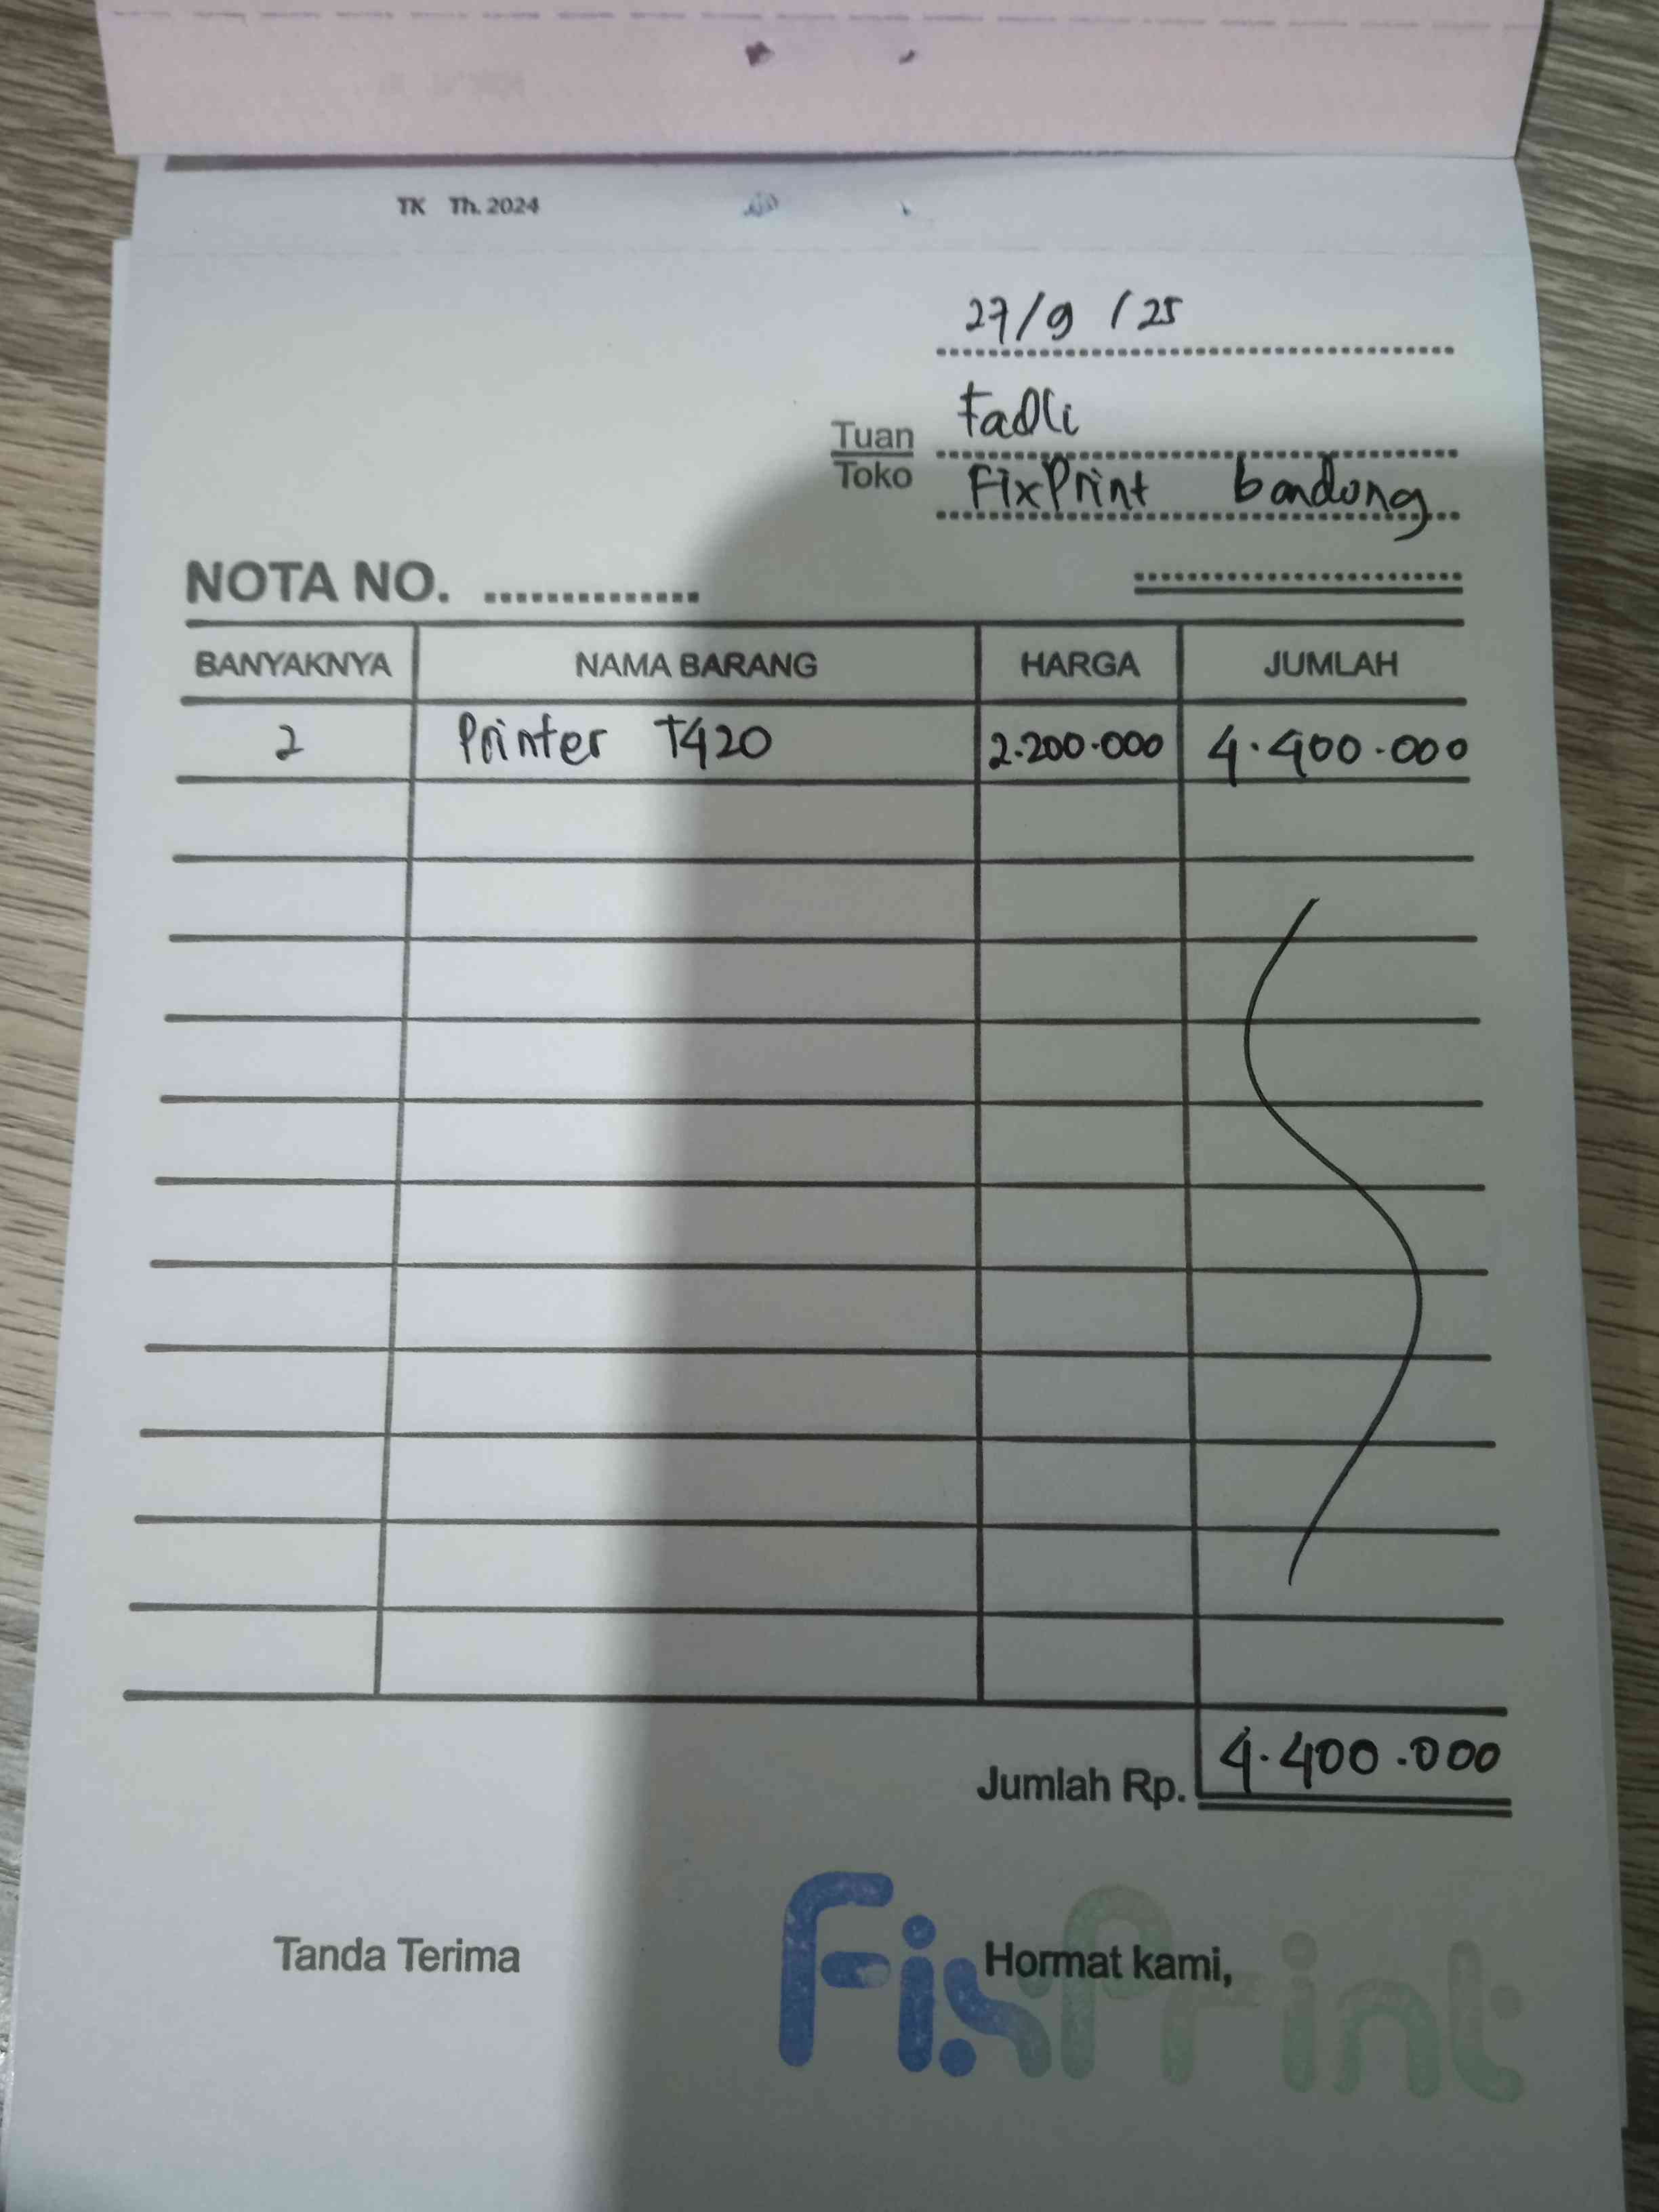 TK Th. 2024
27/9/25
Tuan Fadli
Toko FixPrint bandung
NOTA NO. ...............
BANYAKNYA NAMA BARANG HARGA JUMLAH
2 Printer T420 2.200.000 4.400.000
Jumlah Rp. 4.400.000
Tanda Terima Hormat kami,
FixPrint